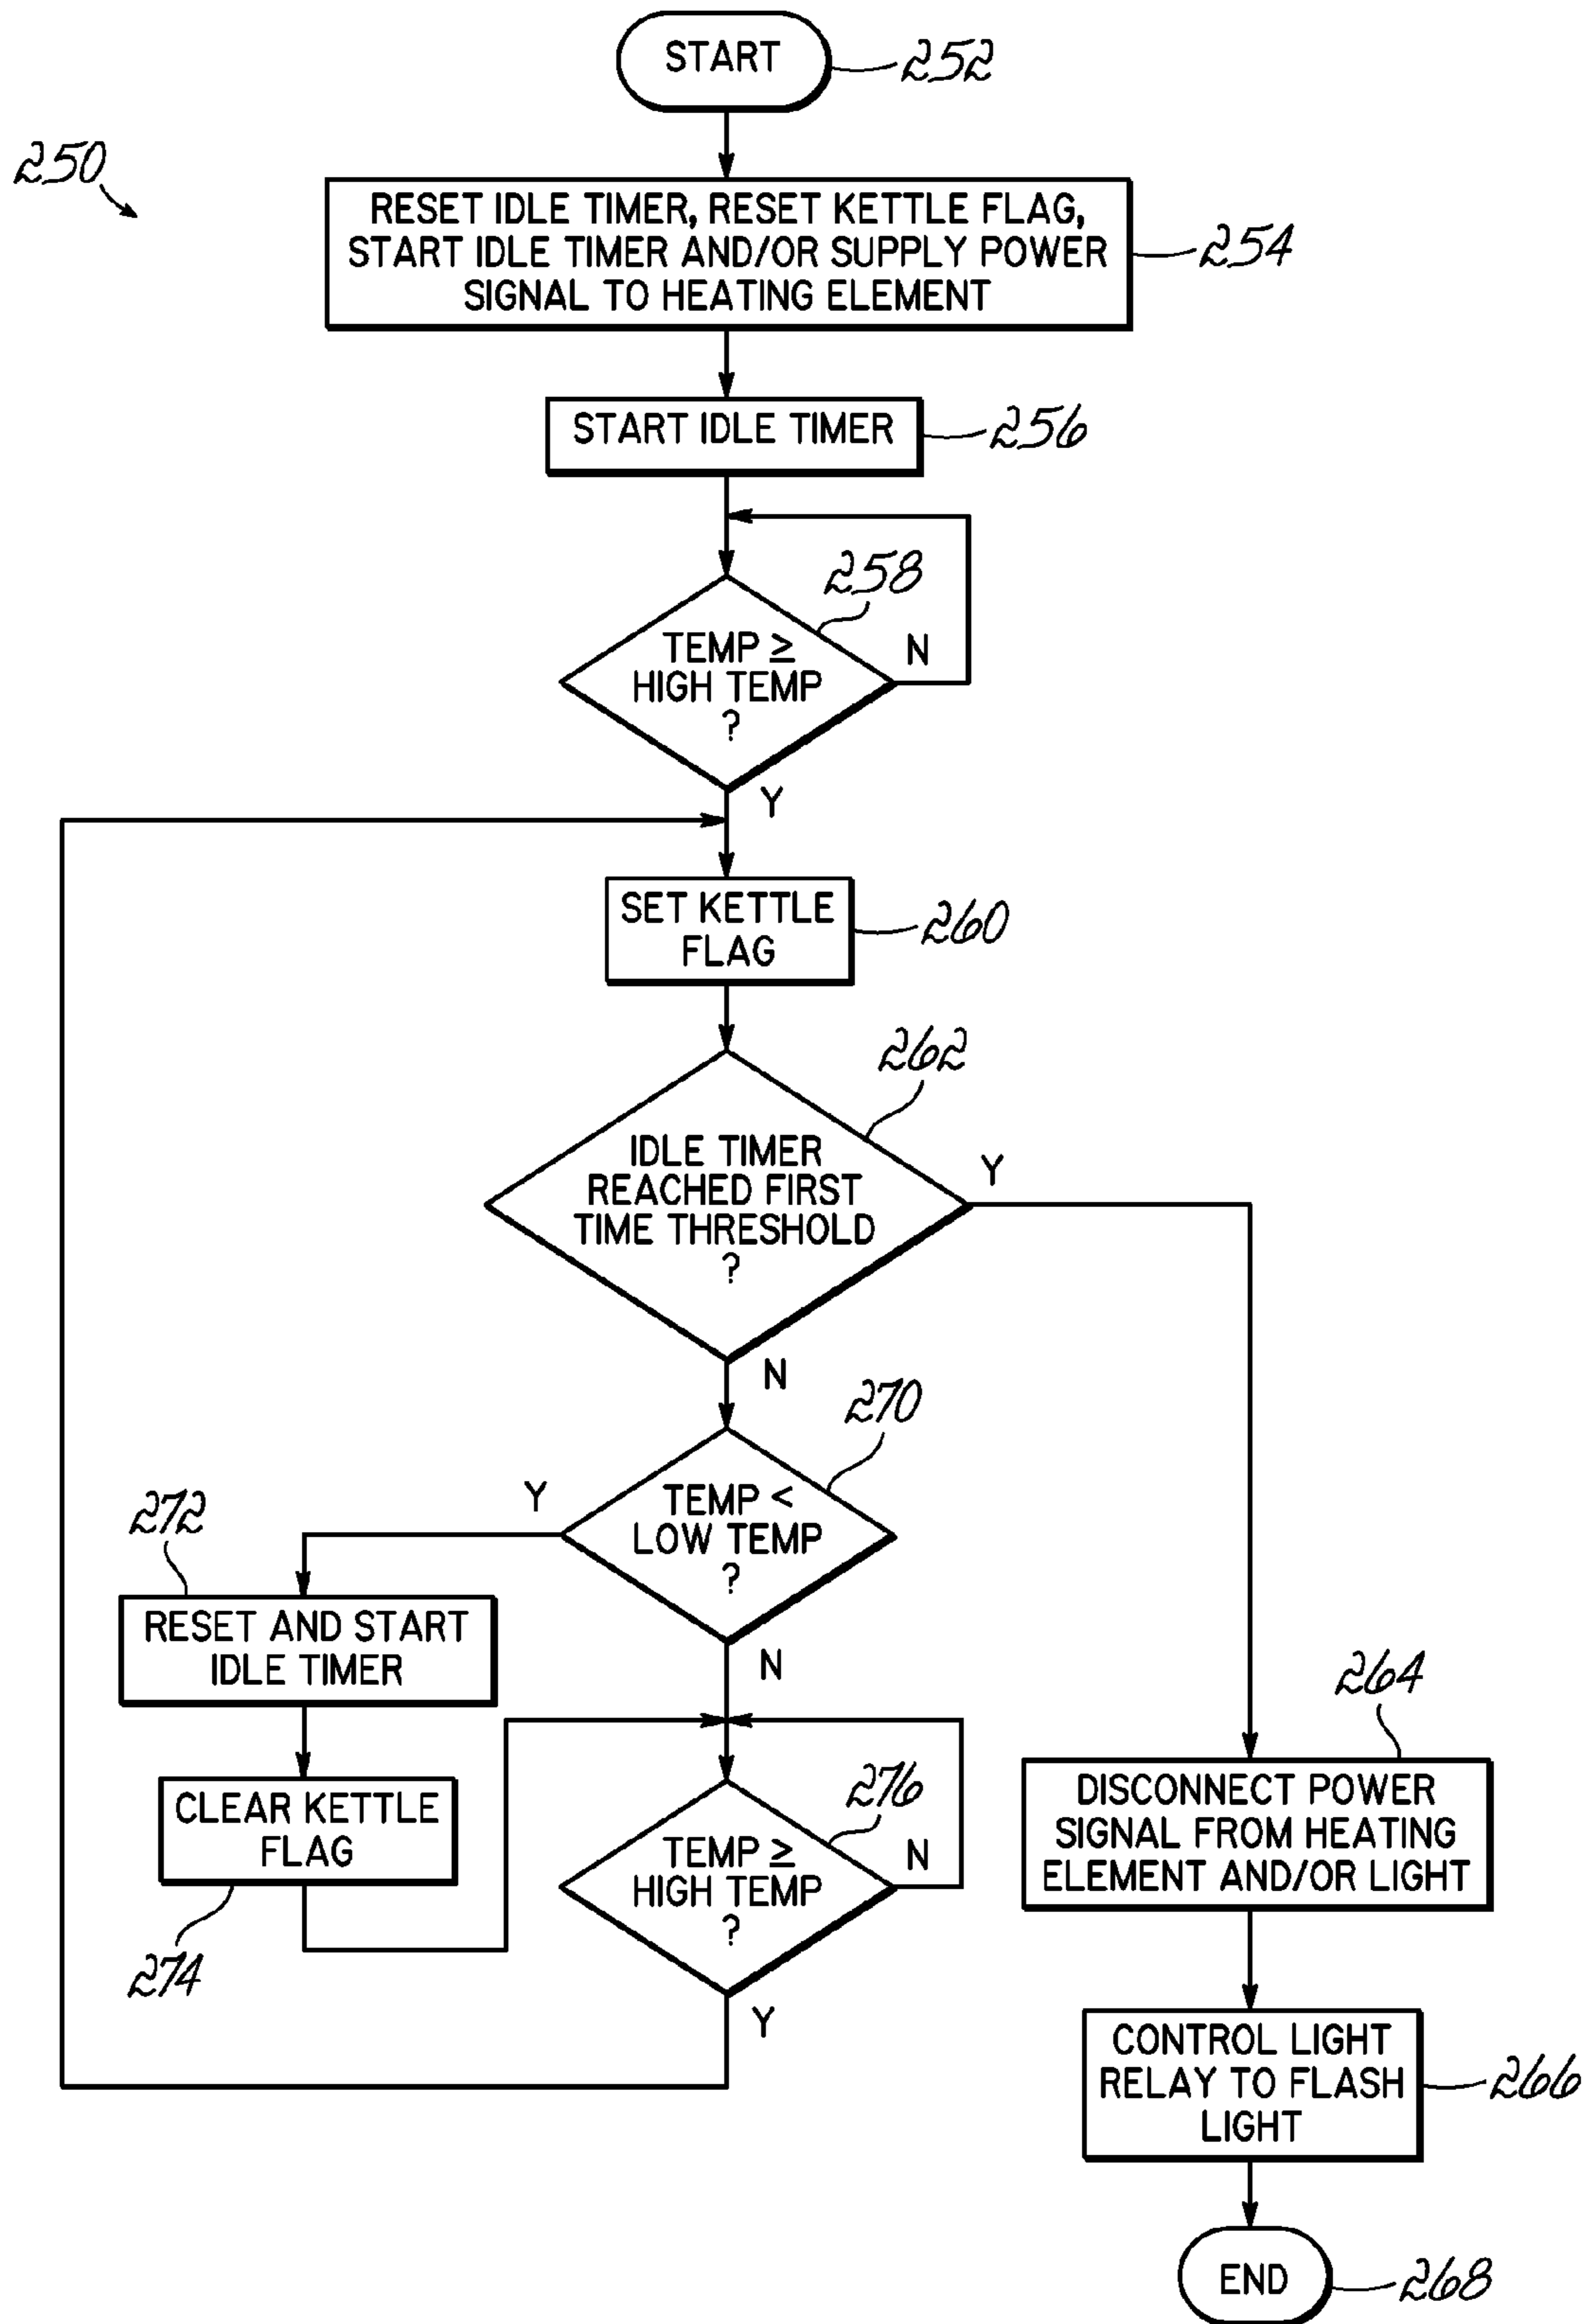 START
252
250
RESET IDLE TIMER, RESET KETTLE FLAG,
START IDLE TIMER AND/OR SUPPLY POWER
SIGNAL TO HEATING ELEMENT
254
START IDLE TIMER
256
258
TEMP ≥
HIGH TEMP
?
N
Y
SET KETTLE
FLAG
260
262
IDLE TIMER
REACHED FIRST
TIME THRESHOLD
?
Y
N
270
TEMP <
LOW TEMP
?
Y
N
272
RESET AND START
IDLE TIMER
CLEAR KETTLE
FLAG
274
276
TEMP ≥
HIGH TEMP
?
N
Y
264
DISCONNECT POWER
SIGNAL FROM HEATING
ELEMENT AND/OR LIGHT
CONTROL LIGHT
RELAY TO FLASH
LIGHT
266
END
268